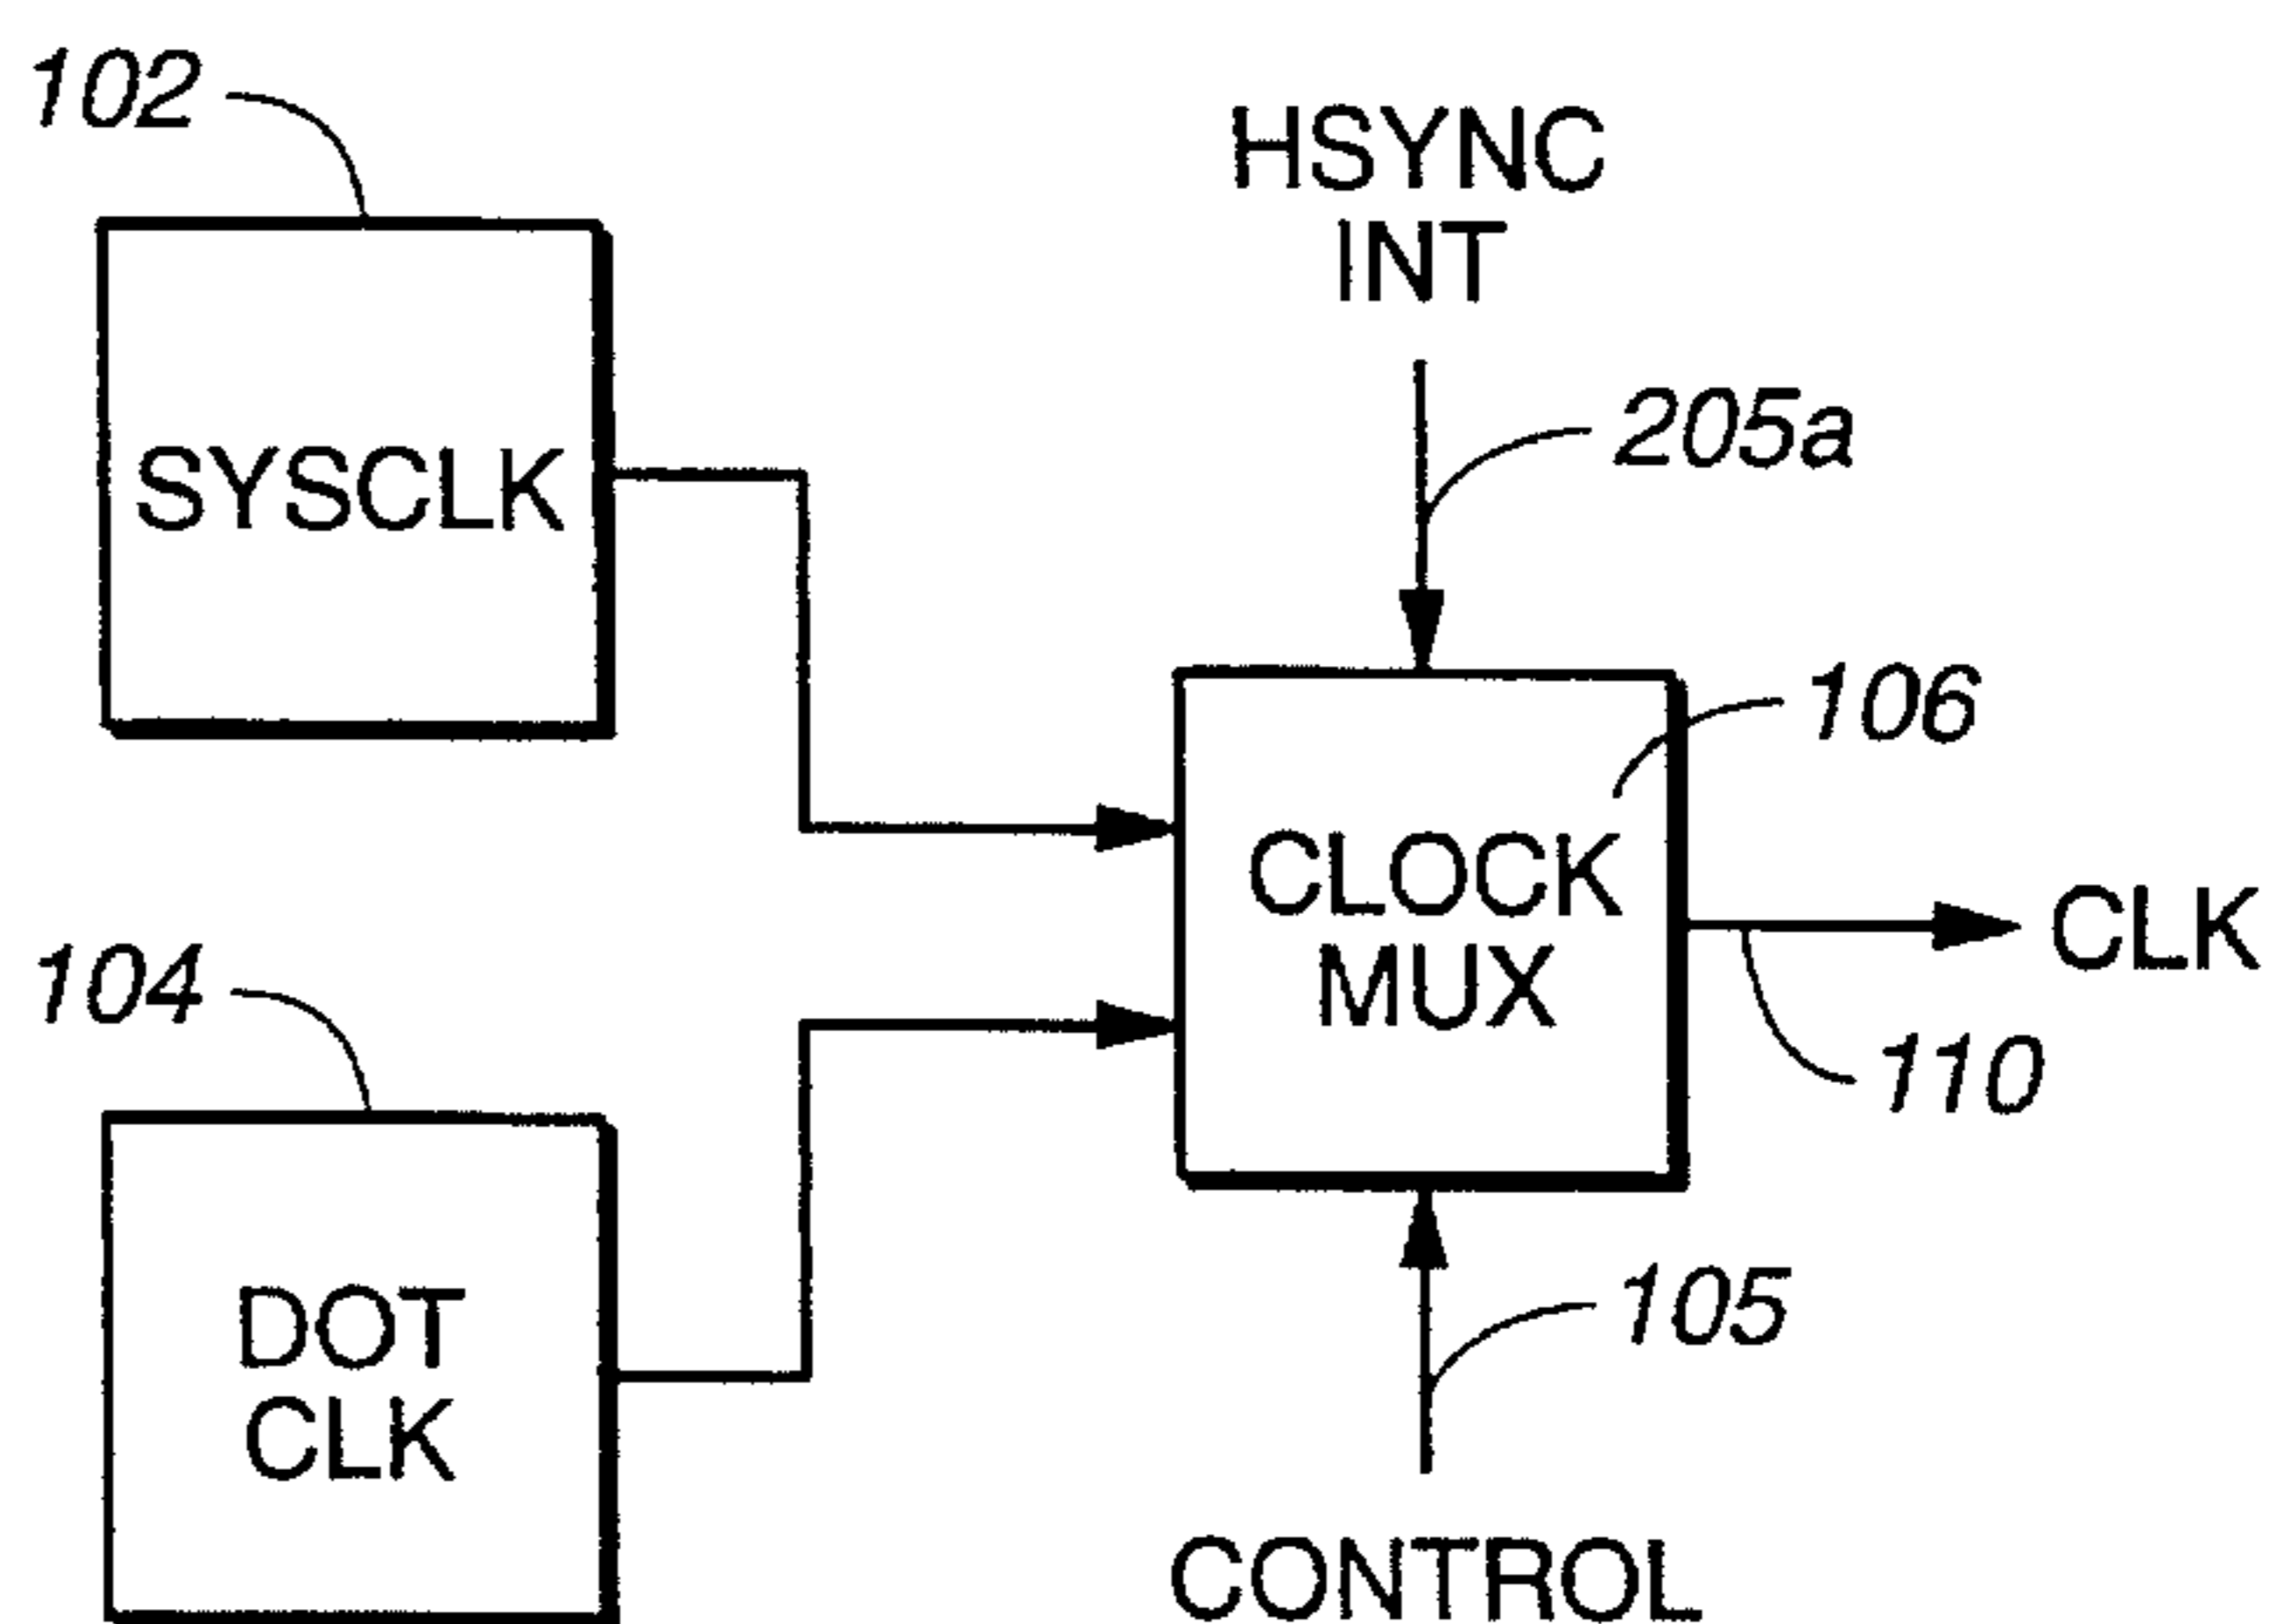 102
HSYNC
INT
205a
SYSCLK
106
CLOCK
MUX
CLK
104
110
DOT
CLK
105
CONTROL